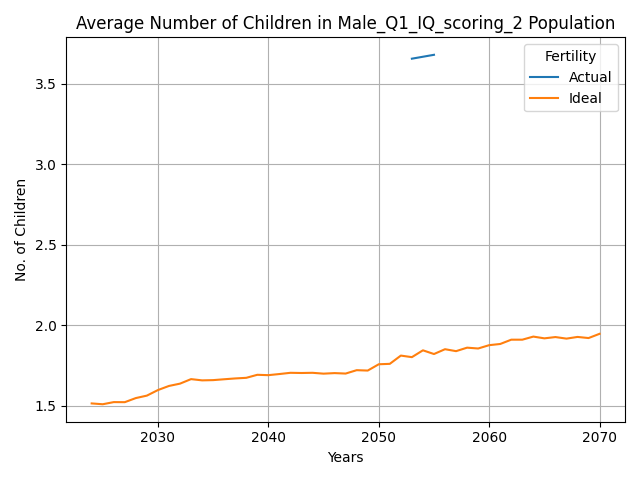 Average Number of Children in Male_Q1_IQ_scoring_2 Population
Fertility
Actual
Ideal
No. of Children
3.5
3.0
2.5
2.0
1.5
2030
2040
2050
2060
2070
Years